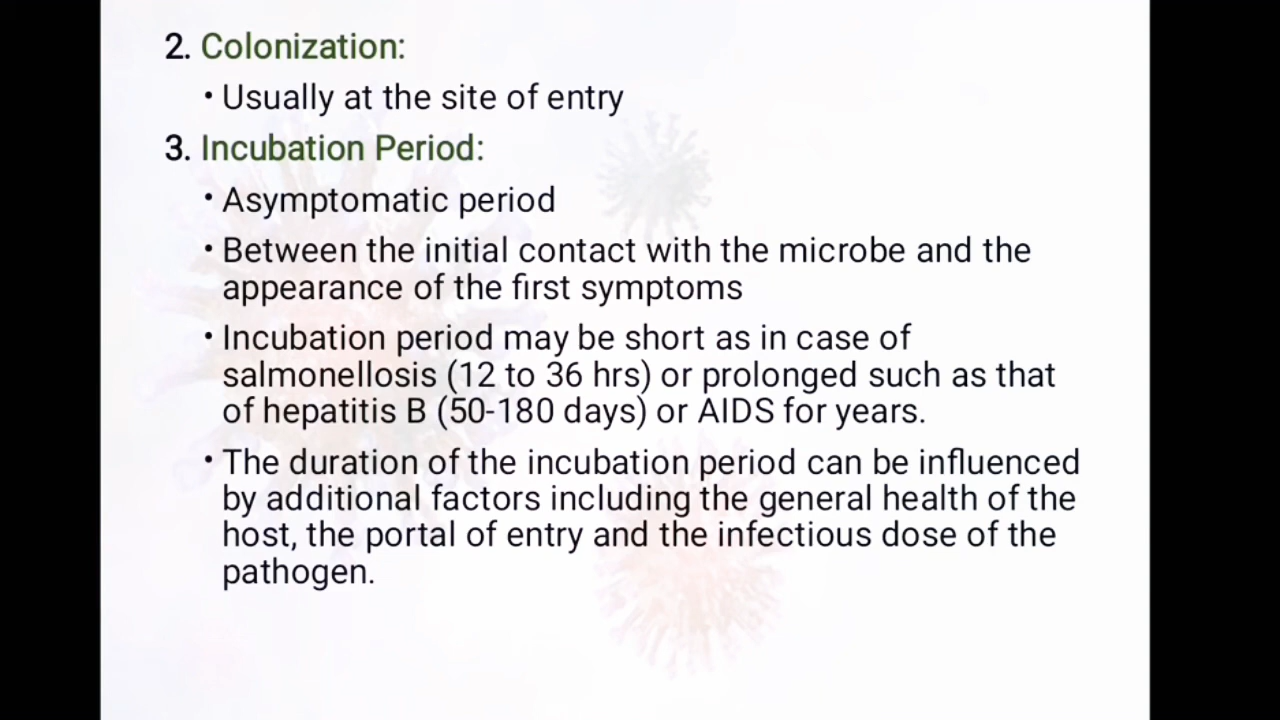 2. Colonization:
• Usually at the site of entry
3. Incubation Period:
• Asymptomatic period
• Between the initial contact with the microbe and the
appearance of the first symptoms
• Incubation period may be short as in case of
salmonellosis (12 to 36 hrs) or prolonged such as that
of hepatitis B (50-180 days) or AIDS for years.
• The duration of the incubation period can be influenced
by additional factors including the general health of the
host, the portal of entry and the infectious dose of the
pathogen.